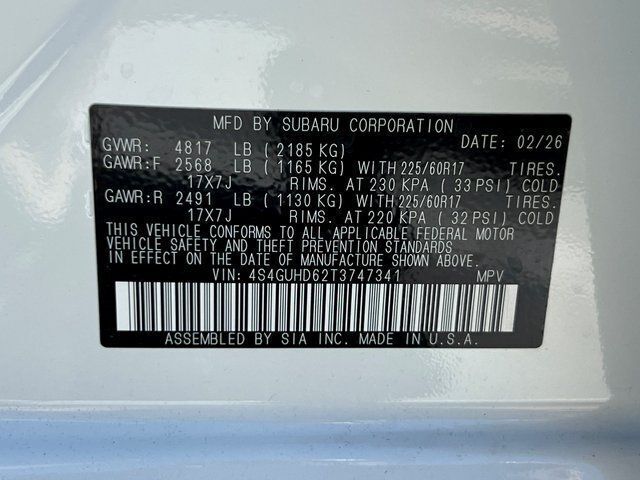 MFD BY SUBARU CORPORATION
GVWR: 4817 LB (2185 KG) DATE: 02/26
GAWR:F 2568 LB (1165 KG) WITH 225/60R17 TIRES.
17X7J RIMS. AT 230 KPA (33 PSI) COLD
GAWR:R 2491 LB (1130 KG) WITH 225/60R17 TIRES.
17X7J RIMS. AT 220 KPA (32 PSI) COLD
THIS VEHICLE CONFORMS TO ALL APPLICABLE FEDERAL MOTOR
VEHICLE SAFETY AND THEFT PREVENTION STANDARDS
IN EFFECT ON THE DATE OF MANUFACTURE SHOWN ABOVE.
VIN: 4S4GUHD62T3747341 MPV
ASSEMBLED BY SIA INC. MADE IN U.S.A.